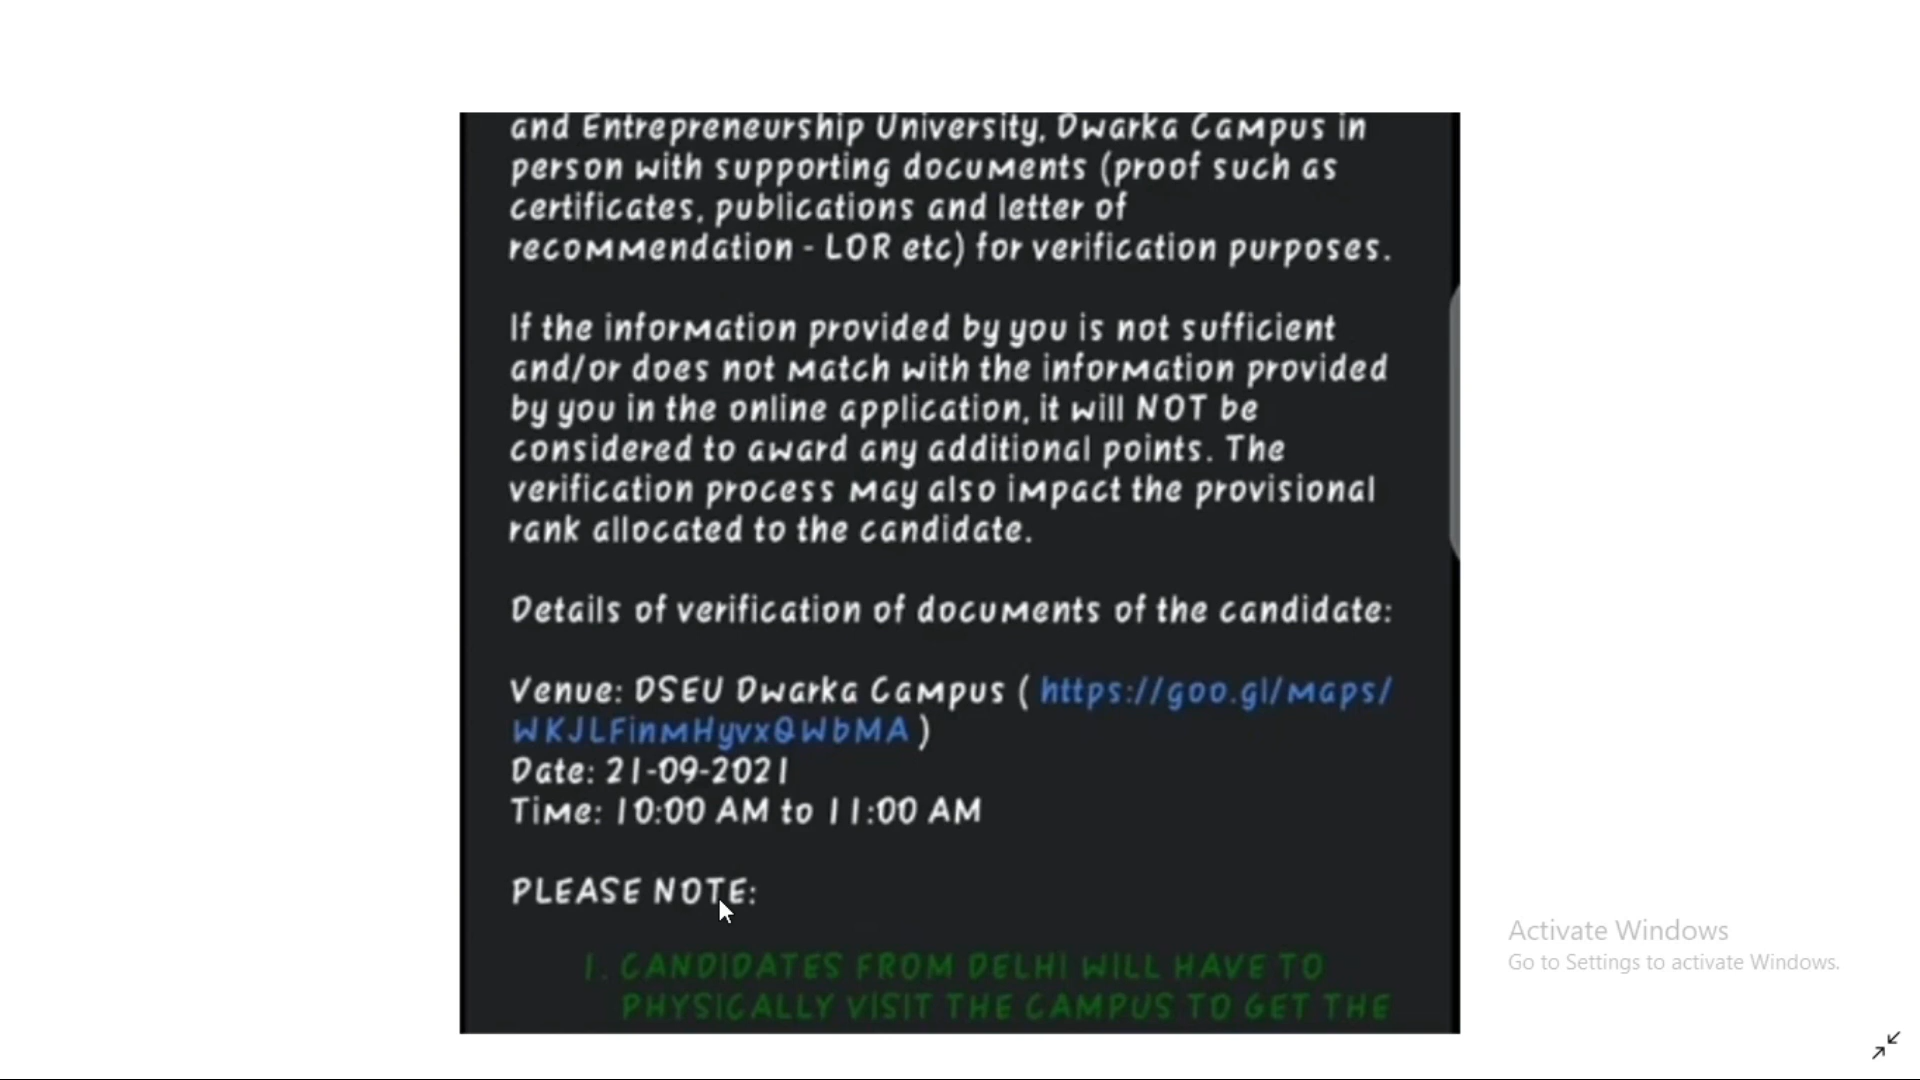 and Entrepreneurship University, Dwarka Campus in
person with supporting documents (proof such as
certificates, publications and letter of
recommendation - LOR etc) for verification purposes.
If the information provided by you is not sufficient
and/or does not match with the information provided
by you in the online application, it will NOT be
considered to award any additional points. The
verification process may also impact the provisional
rank allocated to the candidate.
Details of verification of documents of the candidate:
Venue: DSEU Dwarka Campus ( https://goo.gl/maps/
WKJLFinmHyvxQWbMA )
Date: 21-09-2021
Time: 10:00 AM to 11:00 AM
PLEASE NOTE:
1. CANDIDATES FROM DELHI WILL HAVE TO
PHYSICALLY VISIT THE CAMPUS TO GET THE
Activate Windows
Go to Settings to activate Windows.